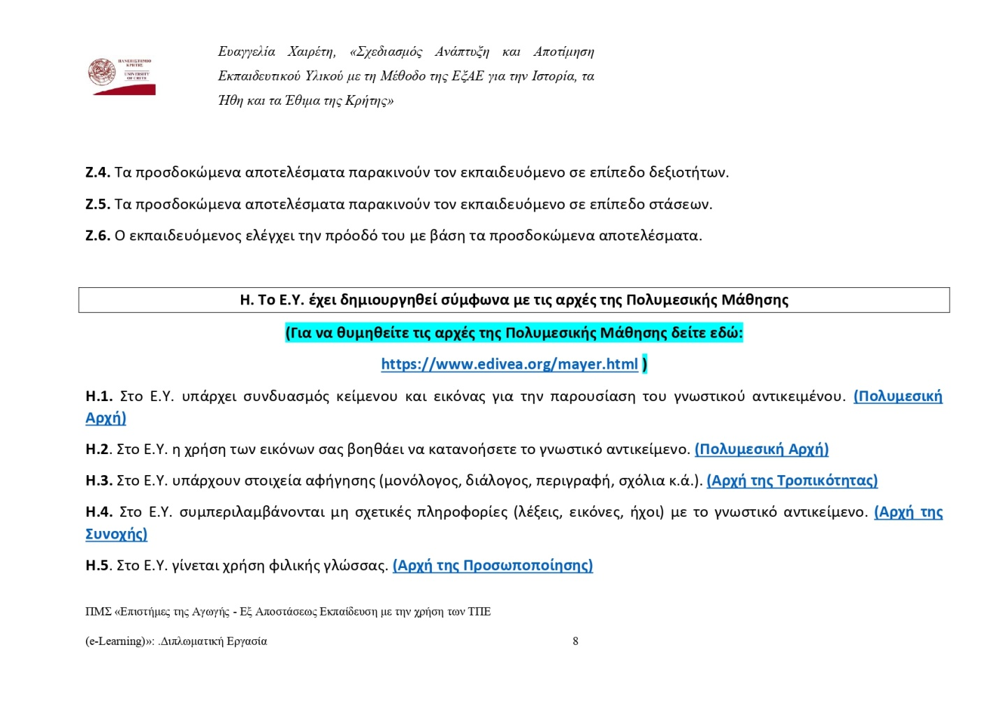 ΠΑΝΕΠΙΣΤΗΜΙΟ
ΚΡΗΤΗΣ
UNIVERSITY
OF CRETE
Ευαγγελία Χαιρέτη, «Σχεδιασμός Ανάπτυξη και Αποτίμηση
Εκπαιδευτικού Υλικού με τη Μέθοδο της ΕξΑΕ για την Ιστορία, τα
Ήθη και τα Έθιμα της Κρήτης»
Ζ.4. Τα προσδοκώμενα αποτελέσματα παρακινούν τον εκπαιδευόμενο σε επίπεδο δεξιοτήτων.
Ζ.5. Τα προσδοκώμενα αποτελέσματα παρακινούν τον εκπαιδευόμενο σε επίπεδο στάσεων.
Ζ.6. Ο εκπαιδευόμενος ελέγχει την πρόοδό του με βάση τα προσδοκώμενα αποτελέσματα.
Η. Το Ε.Υ. έχει δημιουργηθεί σύμφωνα με τις αρχές της Πολυμεσικής Μάθησης
(Για να θυμηθείτε τις αρχές της Πολυμεσικής Μάθησης δείτε εδώ:
https://www.edivea.org/mayer.html )
Η.1. Στο Ε.Υ. υπάρχει συνδυασμός κείμενου και εικόνας για την παρουσίαση του γνωστικού αντικειμένου. (Πολυμεσική
Αρχή)
Η.2. Στο Ε.Υ. η χρήση των εικόνων σας βοηθάει να κατανοήσετε το γνωστικό αντικείμενο. (Πολυμεσική Αρχή)
Η.3. Στο Ε.Υ. υπάρχουν στοιχεία αφήγησης (μονόλογος, διάλογος, περιγραφή, σχόλια κ.ά.). (Αρχή της Τροπικότητας)
Η.4. Στο Ε.Υ. συμπεριλαμβάνονται μη σχετικές πληροφορίες (λέξεις, εικόνες, ήχοι) με το γνωστικό αντικείμενο. (Αρχή της
Συνοχής)
Η.5. Στο Ε.Υ. γίνεται χρήση φιλικής γλώσσας. (Αρχή της Προσωποποίησης)
ΠΜΣ «Επιστήμες της Αγωγής - Εξ Αποστάσεως Εκπαίδευση με την χρήση των ΤΠΕ
(e-Learning)»: .Διπλωματική Εργασία 8